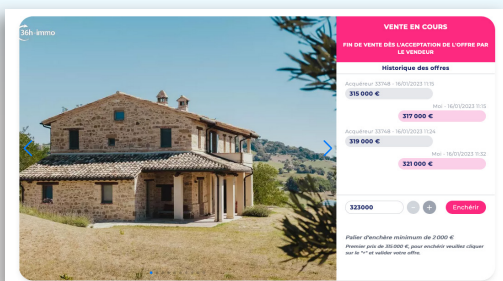 36h-immo
VENTE EN COURS
FIN DE VENTE DÈS L'ACCEPTATION DE L'OFFRE PAR
LE VENDEUR
Historique des offres
Acquéreur 33748 - 16/01/2023 11:15
315 000 €
Moi - 16/01/2023 11:15
317 000 €
Acquéreur 33748 - 16/01/2023 11:24
319 000 €
Moi - 16/01/2023 11:32
321 000 €
323000 - + Enchérir
Palier d'enchère minimum de 2 000 €
Premier prix de 315 000 €, pour enchérir veuillez cliquer
sur le "+" et valider votre offre.